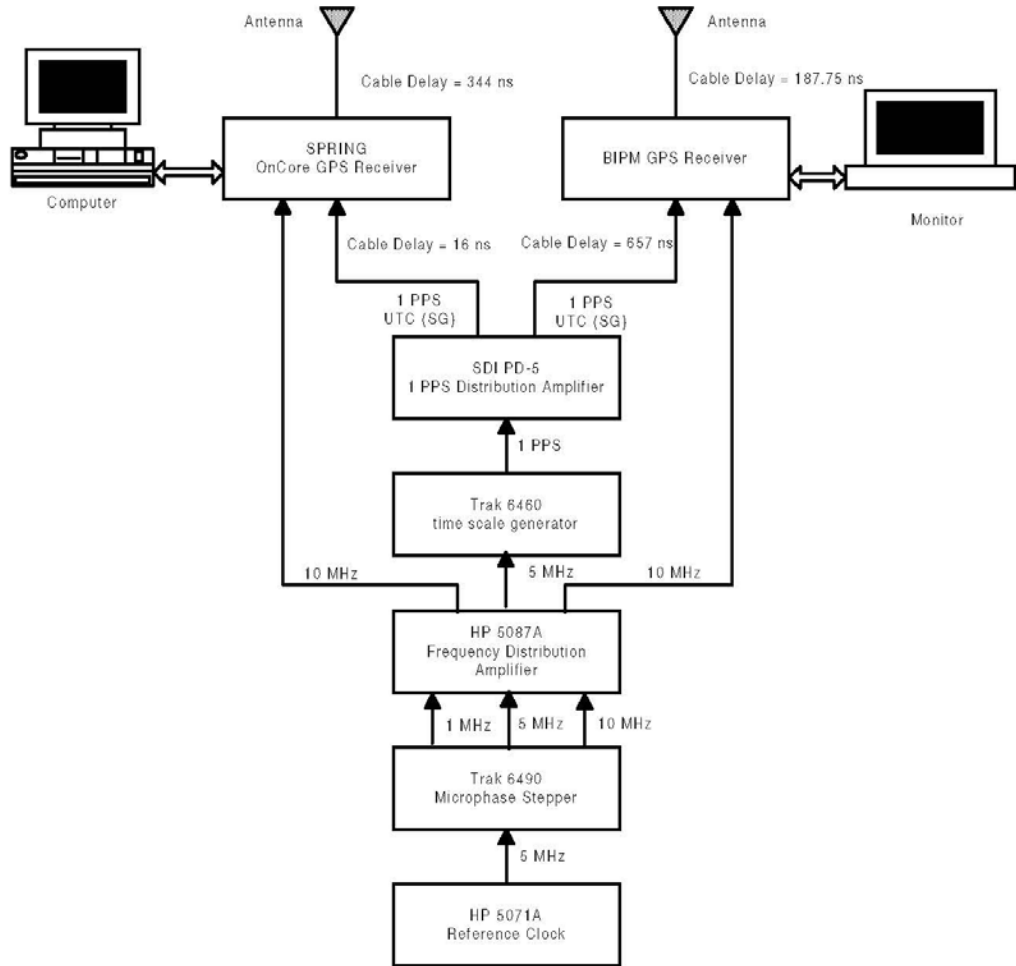 Antenna
Antenna
Cable Delay = 344 ns
Cable Delay = 187.75 ns
SPRING
OnCore GPS Receiver
BIPM GPS Receiver
Computer
Monitor
Cable Delay = 16 ns
Cable Delay = 657 ns
1 PPS
UTC (SG)
1 PPS
UTC (SG)
SDI PD-5
1 PPS Distribution Amplifier
1 PPS
Trak 6460
time scale generator
10 MHz
5 MHz
10 MHz
HP 5087A
Frequency Distribution
Amplifier
1 MHz
5 MHz
10 MHz
Trak 6490
Microphase Stepper
5 MHz
HP 5071A
Reference Clock